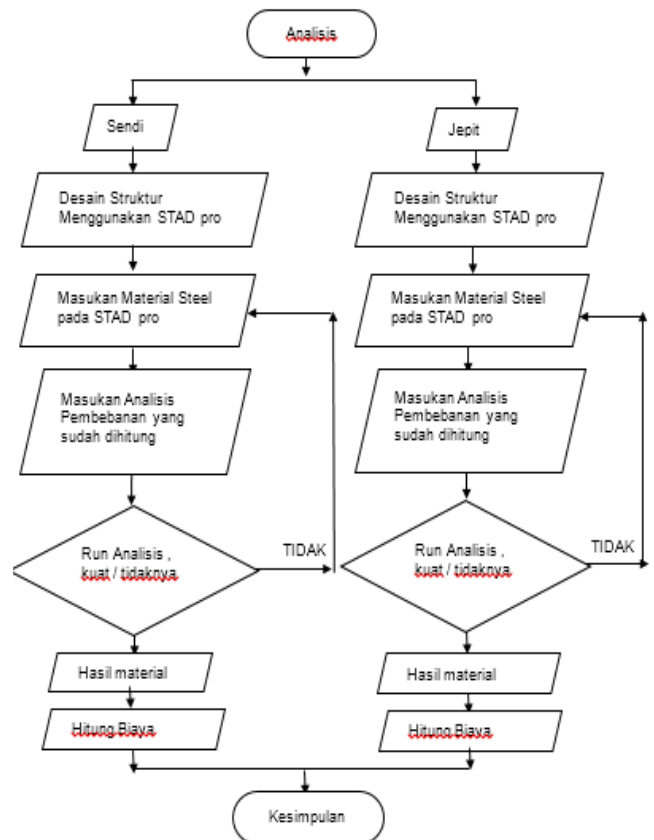 Analisis
Sendi
Desain Struktur
Menggunakan STAD pro
Masukan Material Steel
pada STAD pro
Masukan Analisis
Pembebanan yang
sudah dihitung
Run Analisis ,
kuat / tidaknya
TIDAK
Hasil material
Hitung Biaya
Jepit
Desain Struktur
Menggunakan STAD pro
Masukan Material Steel
pada STAD pro
Masukan Analisis
Pembebanan yang
sudah dihitung
Run Analisis ,
kuat / tidaknya
TIDAK
Hasil material
Hitung Biaya
Kesimpulan